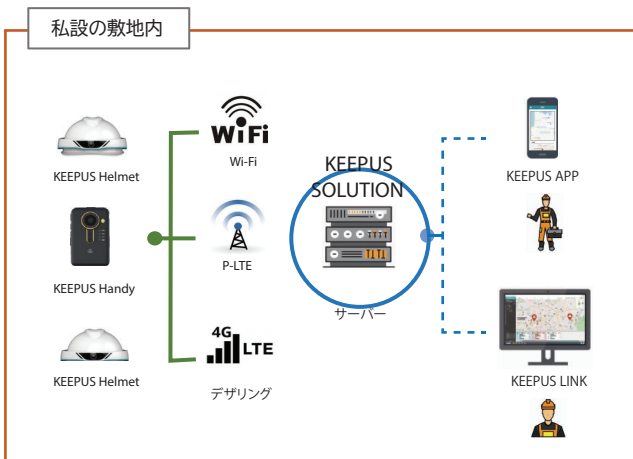 私設の敷地内
KEEPUS Helmet
KEEPUS Handy
KEEPUS Helmet
WiFi
Wi-Fi
P-LTE
4G
LTE
デザリング
KEEPUS
SOLUTION
サーバー
KEEPUS APP
KEEPUS LINK